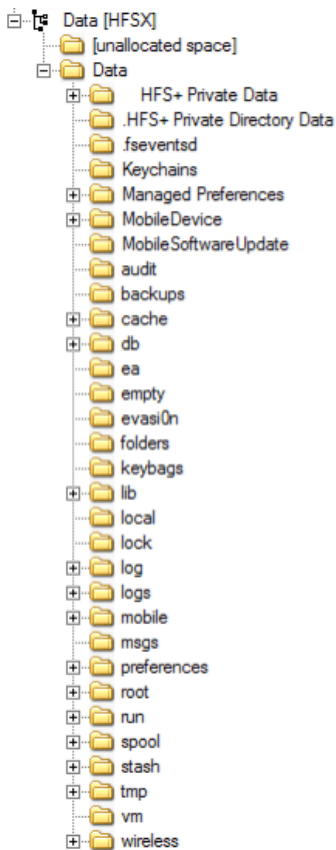 Data [HFSX]
[unallocated space]
Data
HFS+ Private Data
.HFS+ Private Directory Data
.fseventsd
Keychains
Managed Preferences
MobileDevice
MobileSoftwareUpdate
audit
backups
cache
db
ea
empty
evasi0n
folders
keybags
lib
local
lock
log
logs
mobile
msgs
preferences
root
run
spool
stash
tmp
vm
wireless